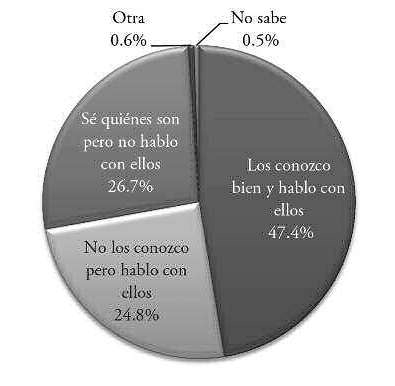 Otra
0.6%
No sabe
0.5%
Sé quiénes son
pero no hablo
con ellos
26.7%
Los conozco
bien y hablo con
ellos
47.4%
No los conozco
pero hablo con
ellos
24.8%